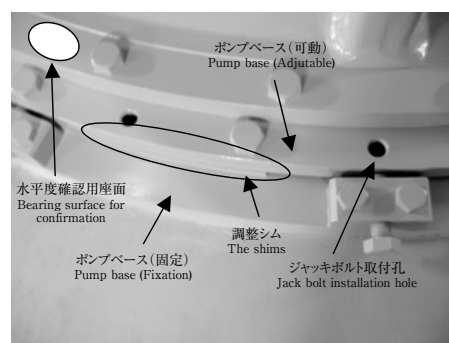 ポンプベース（可動）
Pump base (Adjutable)
水平度確認用座面
Bearing surface for
confirmation
調整シム
The shims
ポンプベース（固定）
Pump base (Fixation)
ジャッキボルト取付孔
Jack bolt installation hole